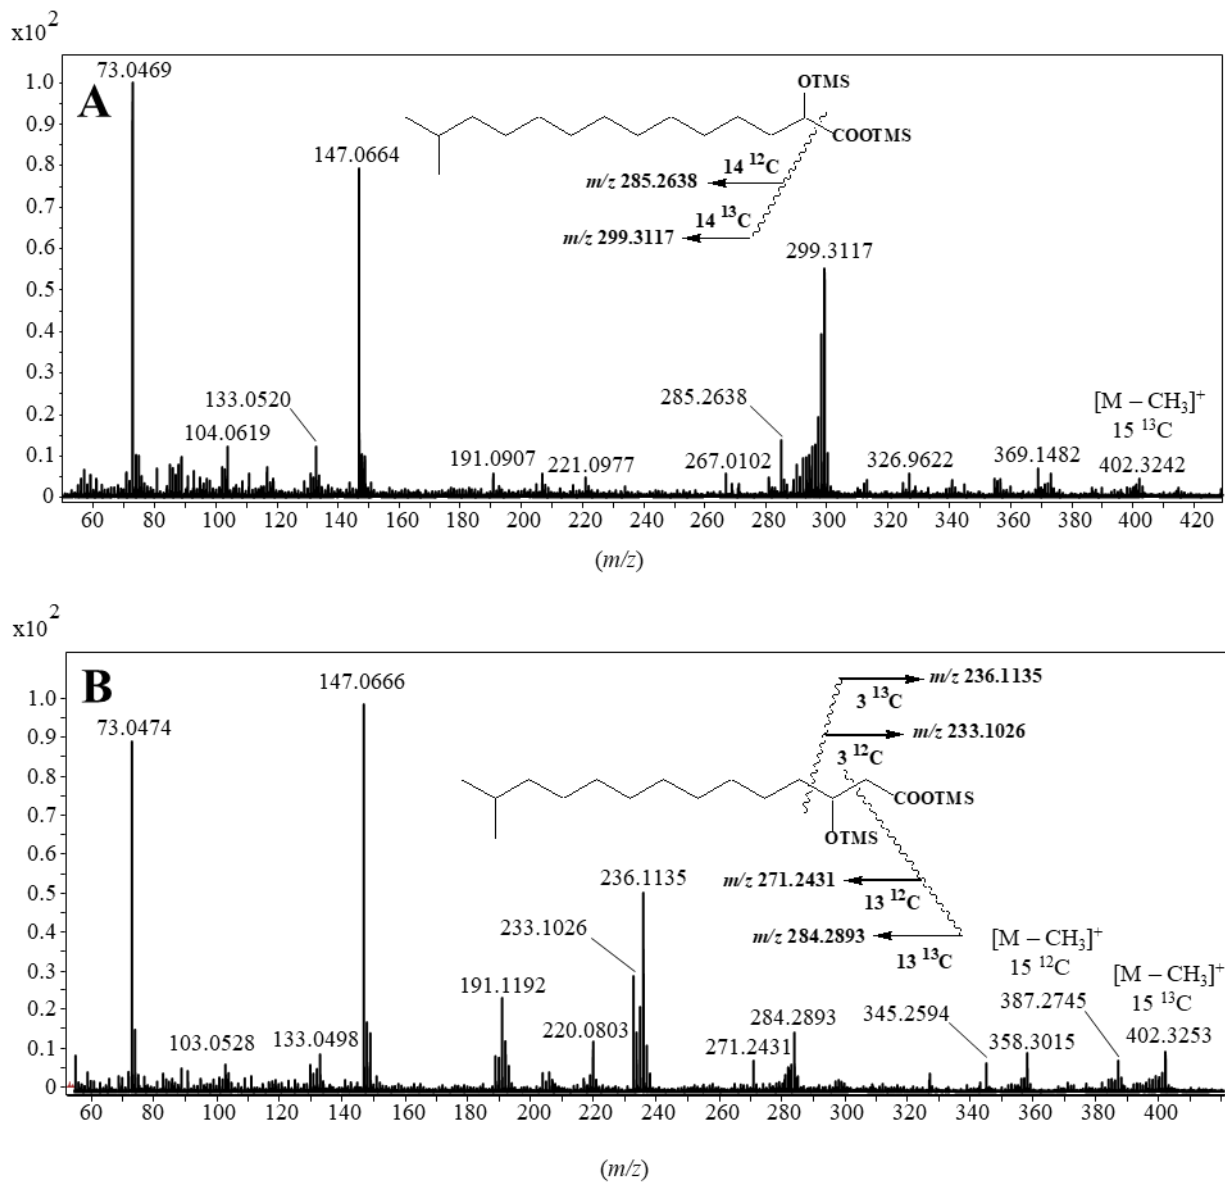 x10²
A
73.0469
147.0664
OTMS
COOTMS
14 ¹²C
m/z 285.2638
14 ¹³C
m/z 299.3117
299.3117
285.2638
133.0520
104.0619
191.0907
221.0977
267.0102
326.9622
369.1482
[M – CH₃]⁺
15 ¹³C
402.3242
1.0
0.9
0.8
0.7
0.6
0.5
0.4
0.3
0.2
0.1
0
60 80 100 120 140 160 180 200 220 240 260 280 300 320 340 360 380 400 420
(m/z)
x10²
B
147.0666
73.0474
m/z 236.1135
3 ¹³C
m/z 233.1026
3 ¹²C
COOTMS
OTMS
m/z 271.2431
13 ¹²C
m/z 284.2893
13 ¹³C
236.1135
233.1026
191.1192
220.0803
103.0528
133.0498
271.2431
284.2893
345.2594
358.3015
[M – CH₃]⁺
15 ¹²C
387.2745
[M – CH₃]⁺
15 ¹³C
402.3253
1.0
0.9
0.8
0.7
0.6
0.5
0.4
0.3
0.2
0.1
0
60 80 100 120 140 160 180 200 220 240 260 280 300 320 340 360 380 400
(m/z)